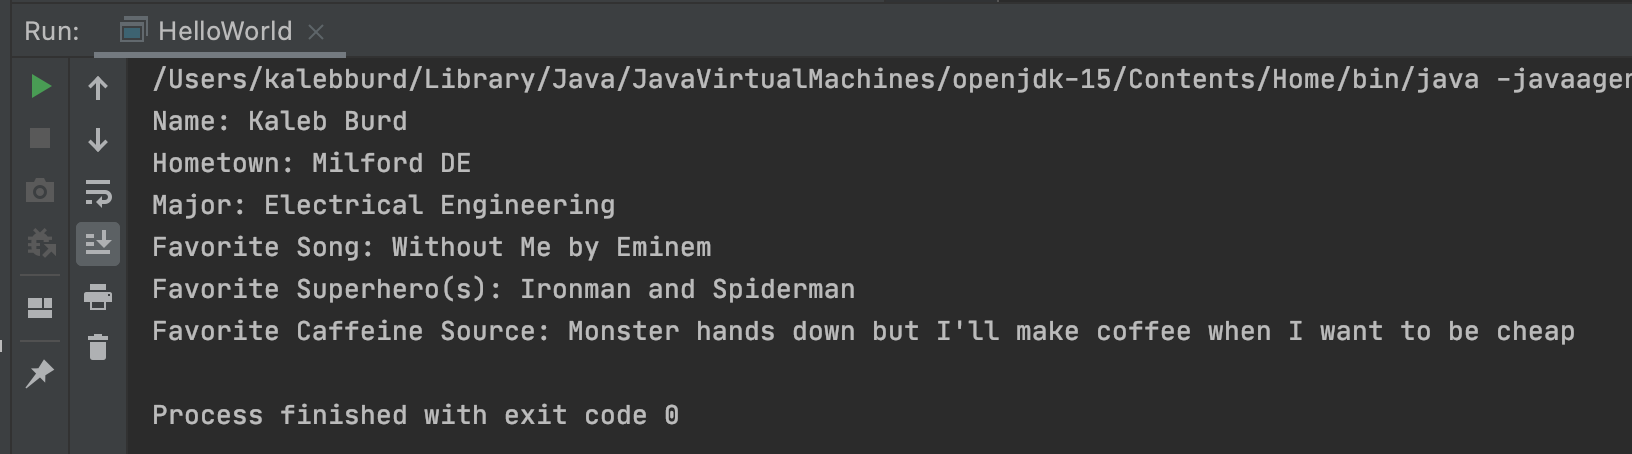 Run: HelloWorld
/Users/kalebburd/Library/Java/JavaVirtualMachines/openjdk-15/Contents/Home/bin/java -javaagen
Name: Kaleb Burd
Hometown: Milford DE
Major: Electrical Engineering
Favorite Song: Without Me by Eminem
Favorite Superhero(s): Ironman and Spiderman
Favorite Caffeine Source: Monster hands down but I'll make coffee when I want to be cheap
Process finished with exit code 0